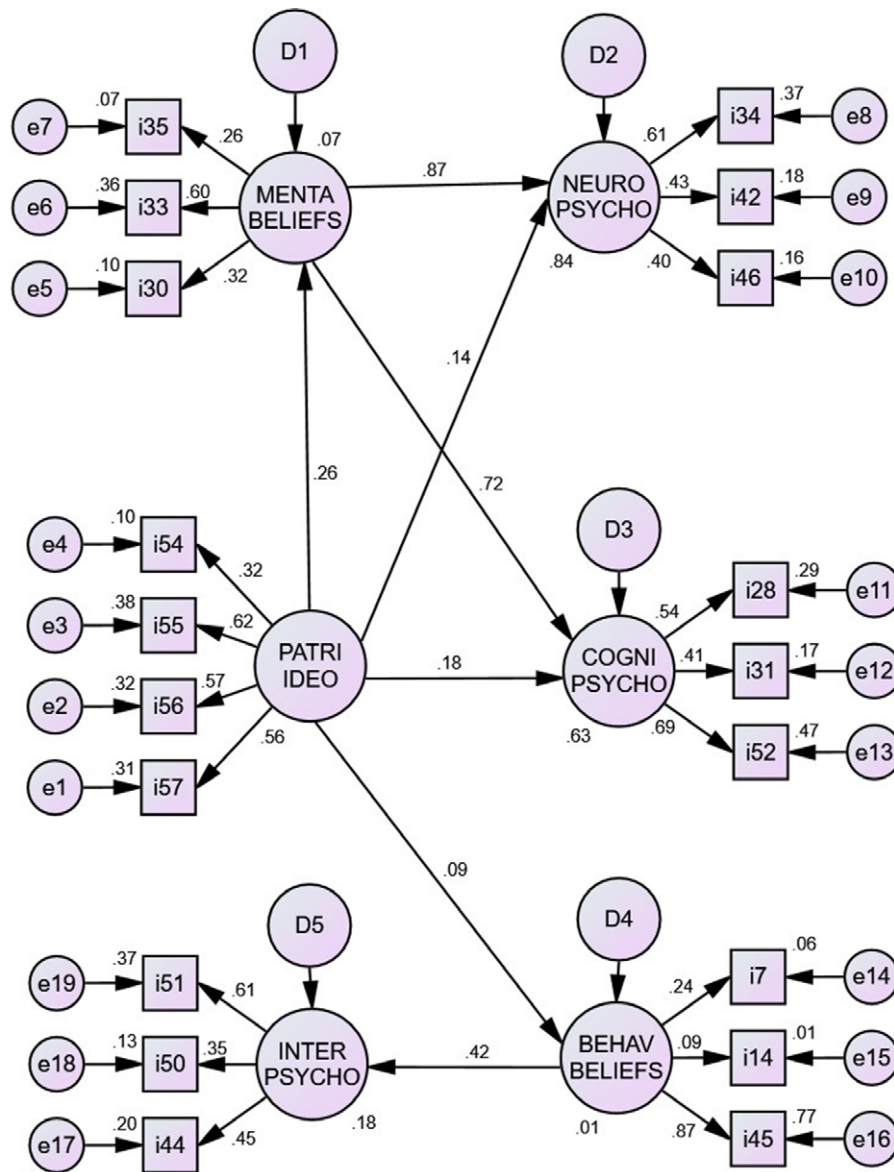 D1
D2
.07
e7
i35
.26
.07
.36
e6
i33
.60
MENTA
BELIEFS
.10
e5
i30
.32
.87
NEURO
PSYCHO
.84
.61
i34
.37
e8
.43
i42
.18
e9
.40
i46
.16
e10
.14
.26
.72
D3
.10
e4
i54
.32
.38
e3
i55
.62
.32
e2
i56
.57
.31
e1
i57
.56
PATRI
IDEO
.18
COGNI
PSYCHO
.63
.54
i28
.29
e11
.41
i31
.17
e12
.69
i52
.47
e13
.09
D5
D4
.37
e19
i51
.61
.13
e18
i50
.35
.20
e17
i44
.45
INTER
PSYCHO
.18
.42
BEHAV
BELIEFS
.01
.24
i7
.06
e14
.09
i14
.01
e15
.87
i45
.77
e16